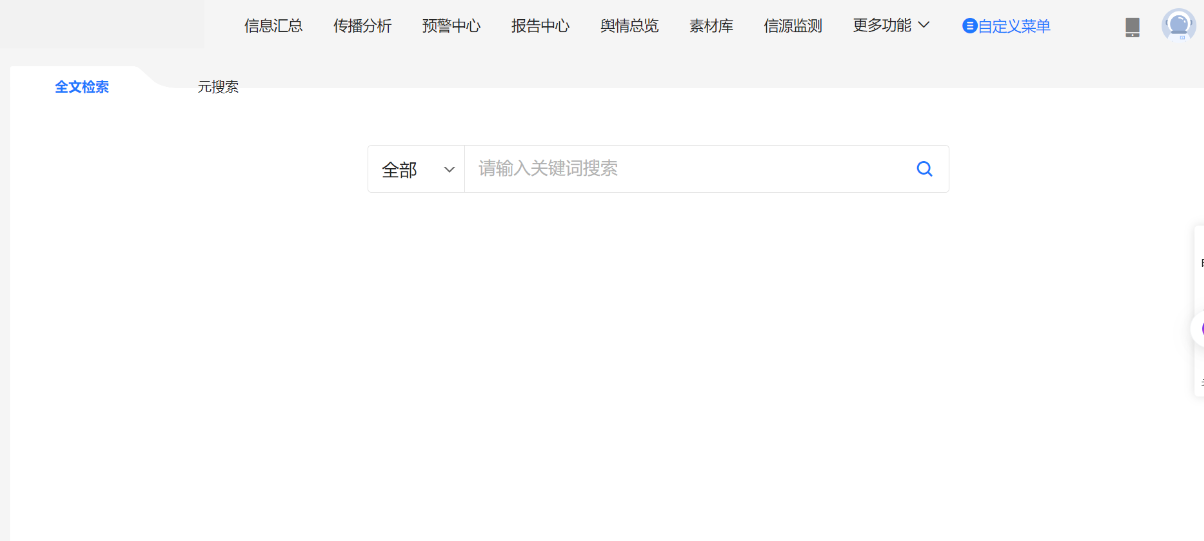 信息汇总 传播分析 预警中心 报告中心 舆情总览 素材库 信源监测 更多功能 自定义菜单
全文检索 元搜索
全部 请输入关键词搜索